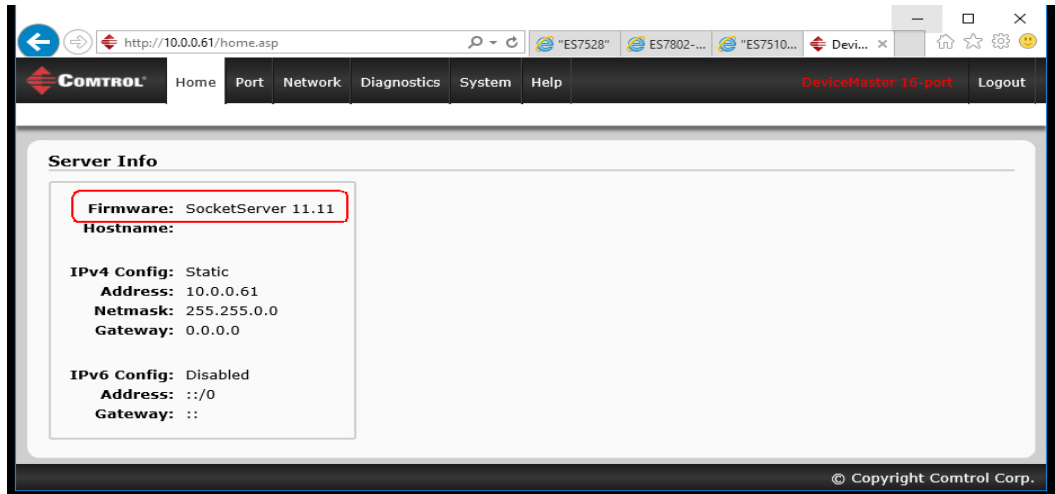 http://10.0.0.61/home.asp
"ES7528"
ES7802-...
"ES7510...
Devi...
COMTROL
Home Port Network Diagnostics System Help
DeviceMaster 16-port Logout
Server Info
Firmware: SocketServer 11.11
Hostname:
IPv4 Config: Static
Address: 10.0.0.61
Netmask: 255.255.0.0
Gateway: 0.0.0.0
IPv6 Config: Disabled
Address: ::/0
Gateway: ::
© Copyright Comtrol Corp.